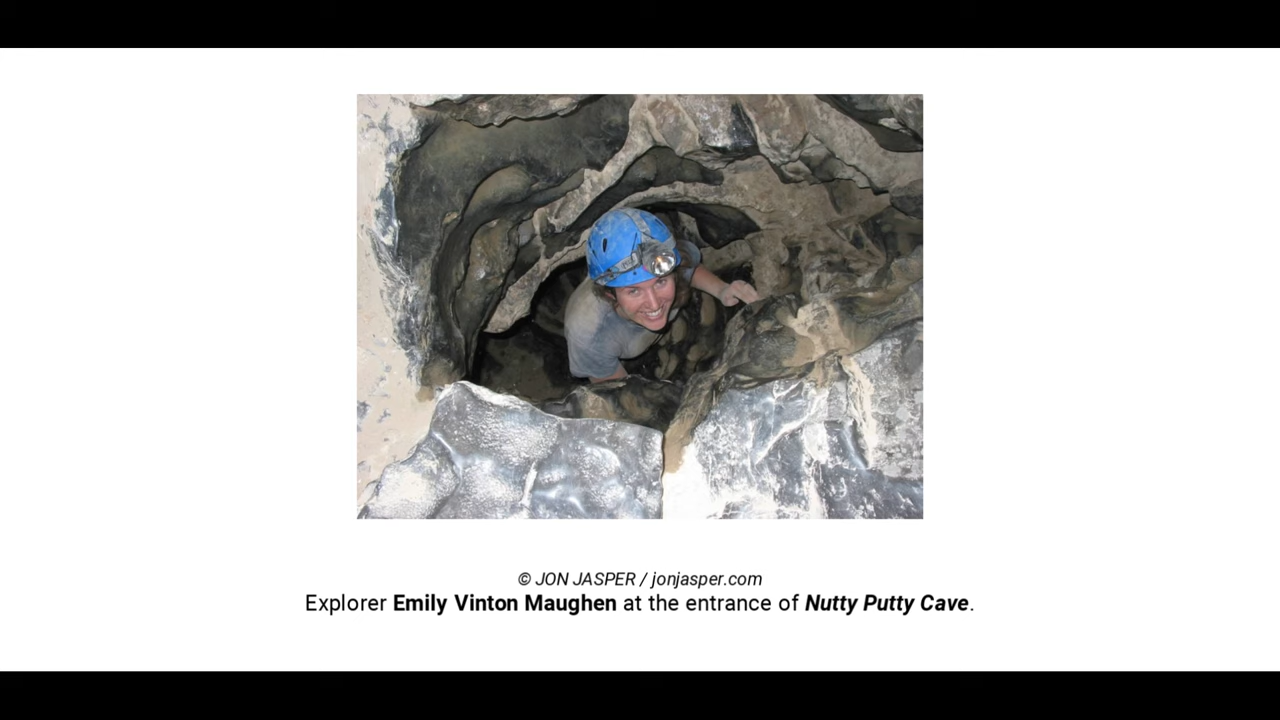 © JON JASPER / jonjasper.com
Explorer Emily Vinton Maughen at the entrance of Nutty Putty Cave.